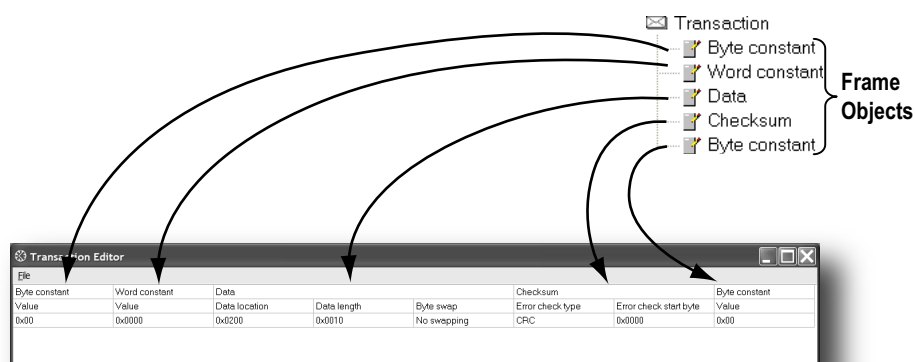 Transaction
Byte constant
Word constant
Data
Checksum
Byte constant
Frame
Objects
Transaction Editor
File
Byte constant Word constant Data Checksum Byte constant
Value Value Data location Data length Byte swap Error check type Error check start byte Value
0x00 0x0000 0x0200 0x0010 No swapping CRC 0x0000 0x00